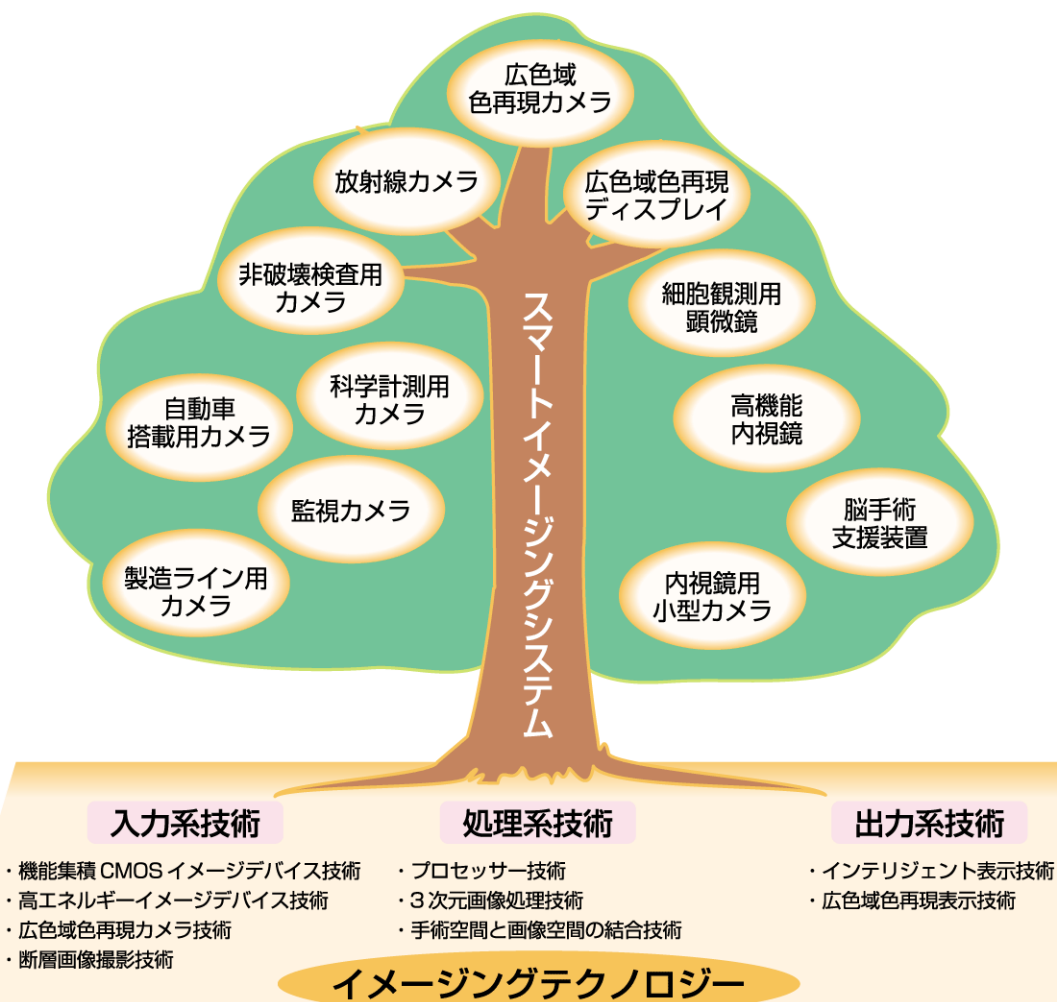 広色域
色再現カメラ
放射線カメラ
広色域色再現
ディスプレイ
非破壊検査用
カメラ
細胞観測用
顕微鏡
科学計測用
カメラ
自動車
搭載用カメラ
高機能
内視鏡
監視カメラ
脳手術
支援装置
製造ライン用
カメラ
内視鏡用
小型カメラ
スマートイメージングシステム
入力系技術
・機能集積 CMOS イメージデバイス技術
・高エネルギーイメージデバイス技術
・広色域色再現カメラ技術
・断層画像撮影技術
処理系技術
・プロセッサー技術
・3次元画像処理技術
・手術空間と画像空間の結合技術
出力系技術
・インテリジェント表示技術
・広色域色再現表示技術
イメージングテクノロジー